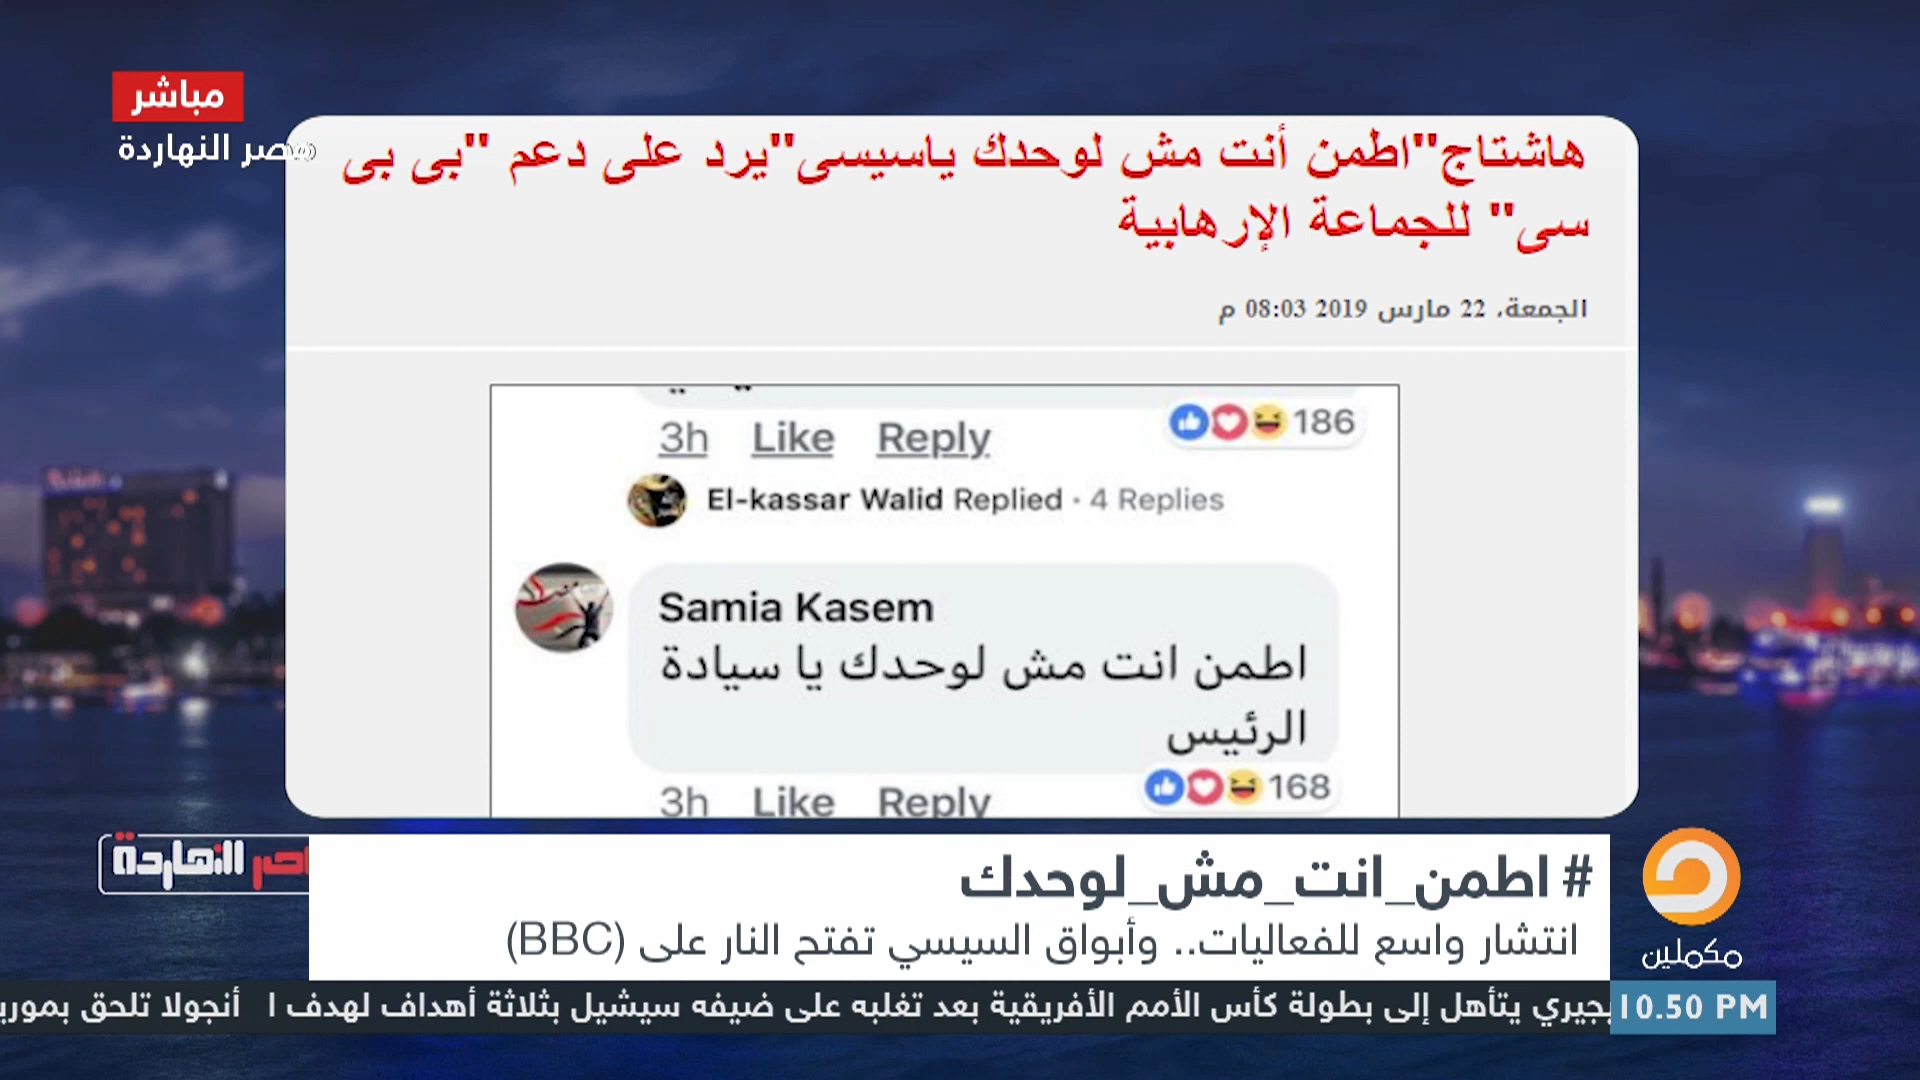 مباشر
مصر النهاردة
هاشتاج"اطمن أنت مش لوحدك ياسيسى"يرد على دعم "بى بى
سى" للجماعة الإرهابية
الجمعة، 22 مارس 2019 08:03 م
3h Like Reply 186
El-kassar Walid Replied · 4 Replies
Samia Kasem
اطمن انت مش لوحدك يا سيادة
الرئيس
3h Like Reply 168
النهاردة
# اطمن_انت_مش_لوحدك
انتشار واسع للفعاليات.. وأبواق السيسي تفتح النار على (BBC)
مكملين
يتأهل إلى بطولة كأس الأمم الأفريقية بعد تغلبه على ضيفه سيشيل بثلاثة أهداف لهدف أنجولا تلحق
10.50 PM